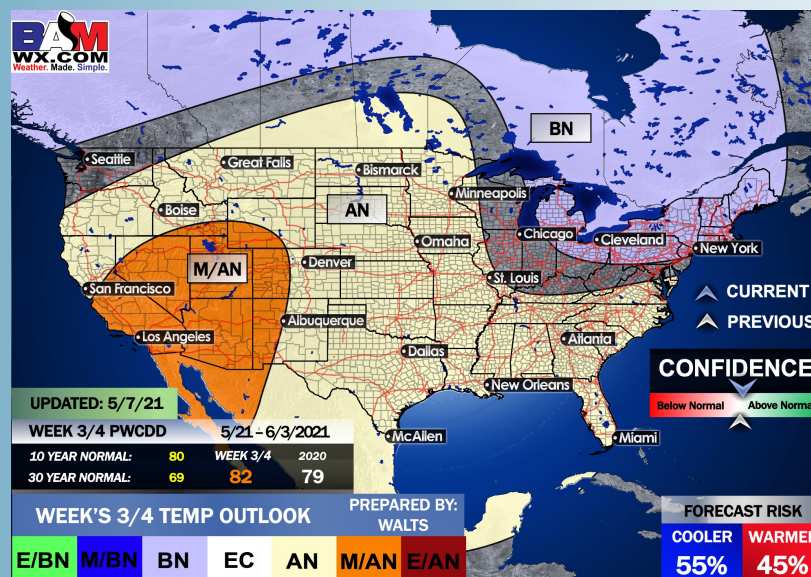 BAM
WX.COM
Weather. Made. Simple.
BN
Seattle
Great Falls
Bismarck
Minneapolis
Boise
AN
Chicago
Cleveland
New York
Omaha
M/AN
Denver
St. Louis
San Francisco
CURRENT
PREVIOUS
Albuquerque
Los Angeles
Atlanta
Dallas
CONFIDENCE
New Orleans
Below Normal
Above Norma
UPDATED: 5/7/21
WEEK 3/4 PWCDD 5/21 – 6/3/2021
McAllen
Miami
10 YEAR NORMAL: 80 WEEK 3/4 2020
30 YEAR NORMAL: 69 82 79
WEEK'S 3/4 TEMP OUTLOOK
PREPARED BY:
WALTS
FORECAST RISK
COOLER WARMER
55% 45%
E/BN M/BN BN EC AN M/AN E/AN